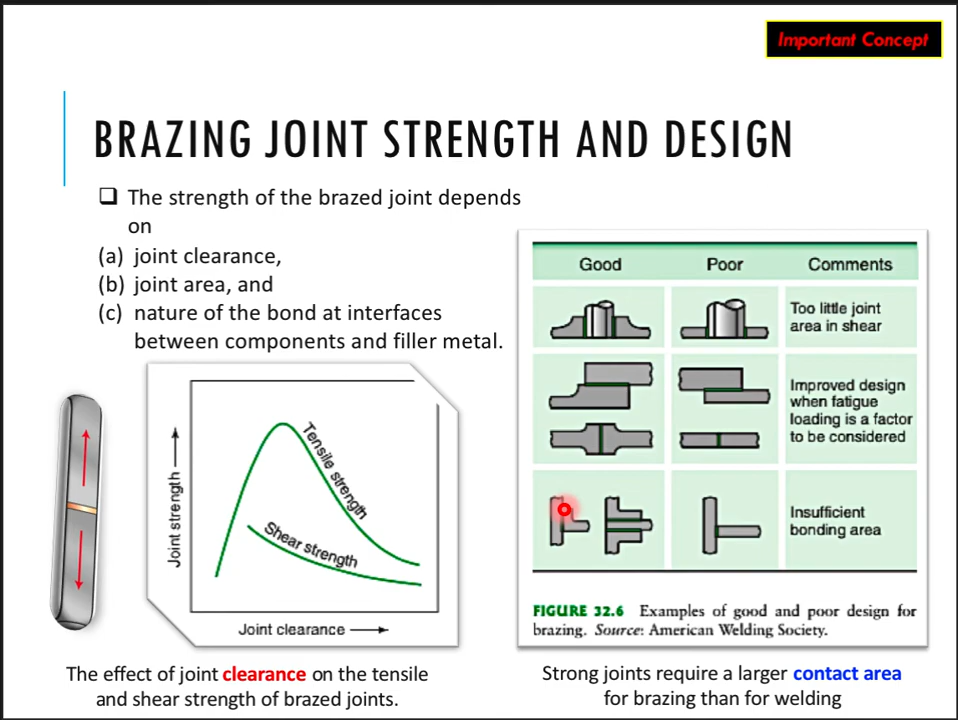 Important Concept
BRAZING JOINT STRENGTH AND DESIGN
❑ The strength of the brazed joint depends
on
(a) joint clearance,
(b) joint area, and
(c) nature of the bond at interfaces
between components and filler metal.
Joint strength
Tensile strength
Shear strength
Joint clearance
The effect of joint clearance on the tensile
and shear strength of brazed joints.
Good Poor Comments
Too little joint
area in shear
Improved design
when fatigue
loading is a factor
to be considered
Insufficient
bonding area
FIGURE 32.6 Examples of good and poor design for
brazing. Source: American Welding Society.
Strong joints require a larger contact area
for brazing than for welding